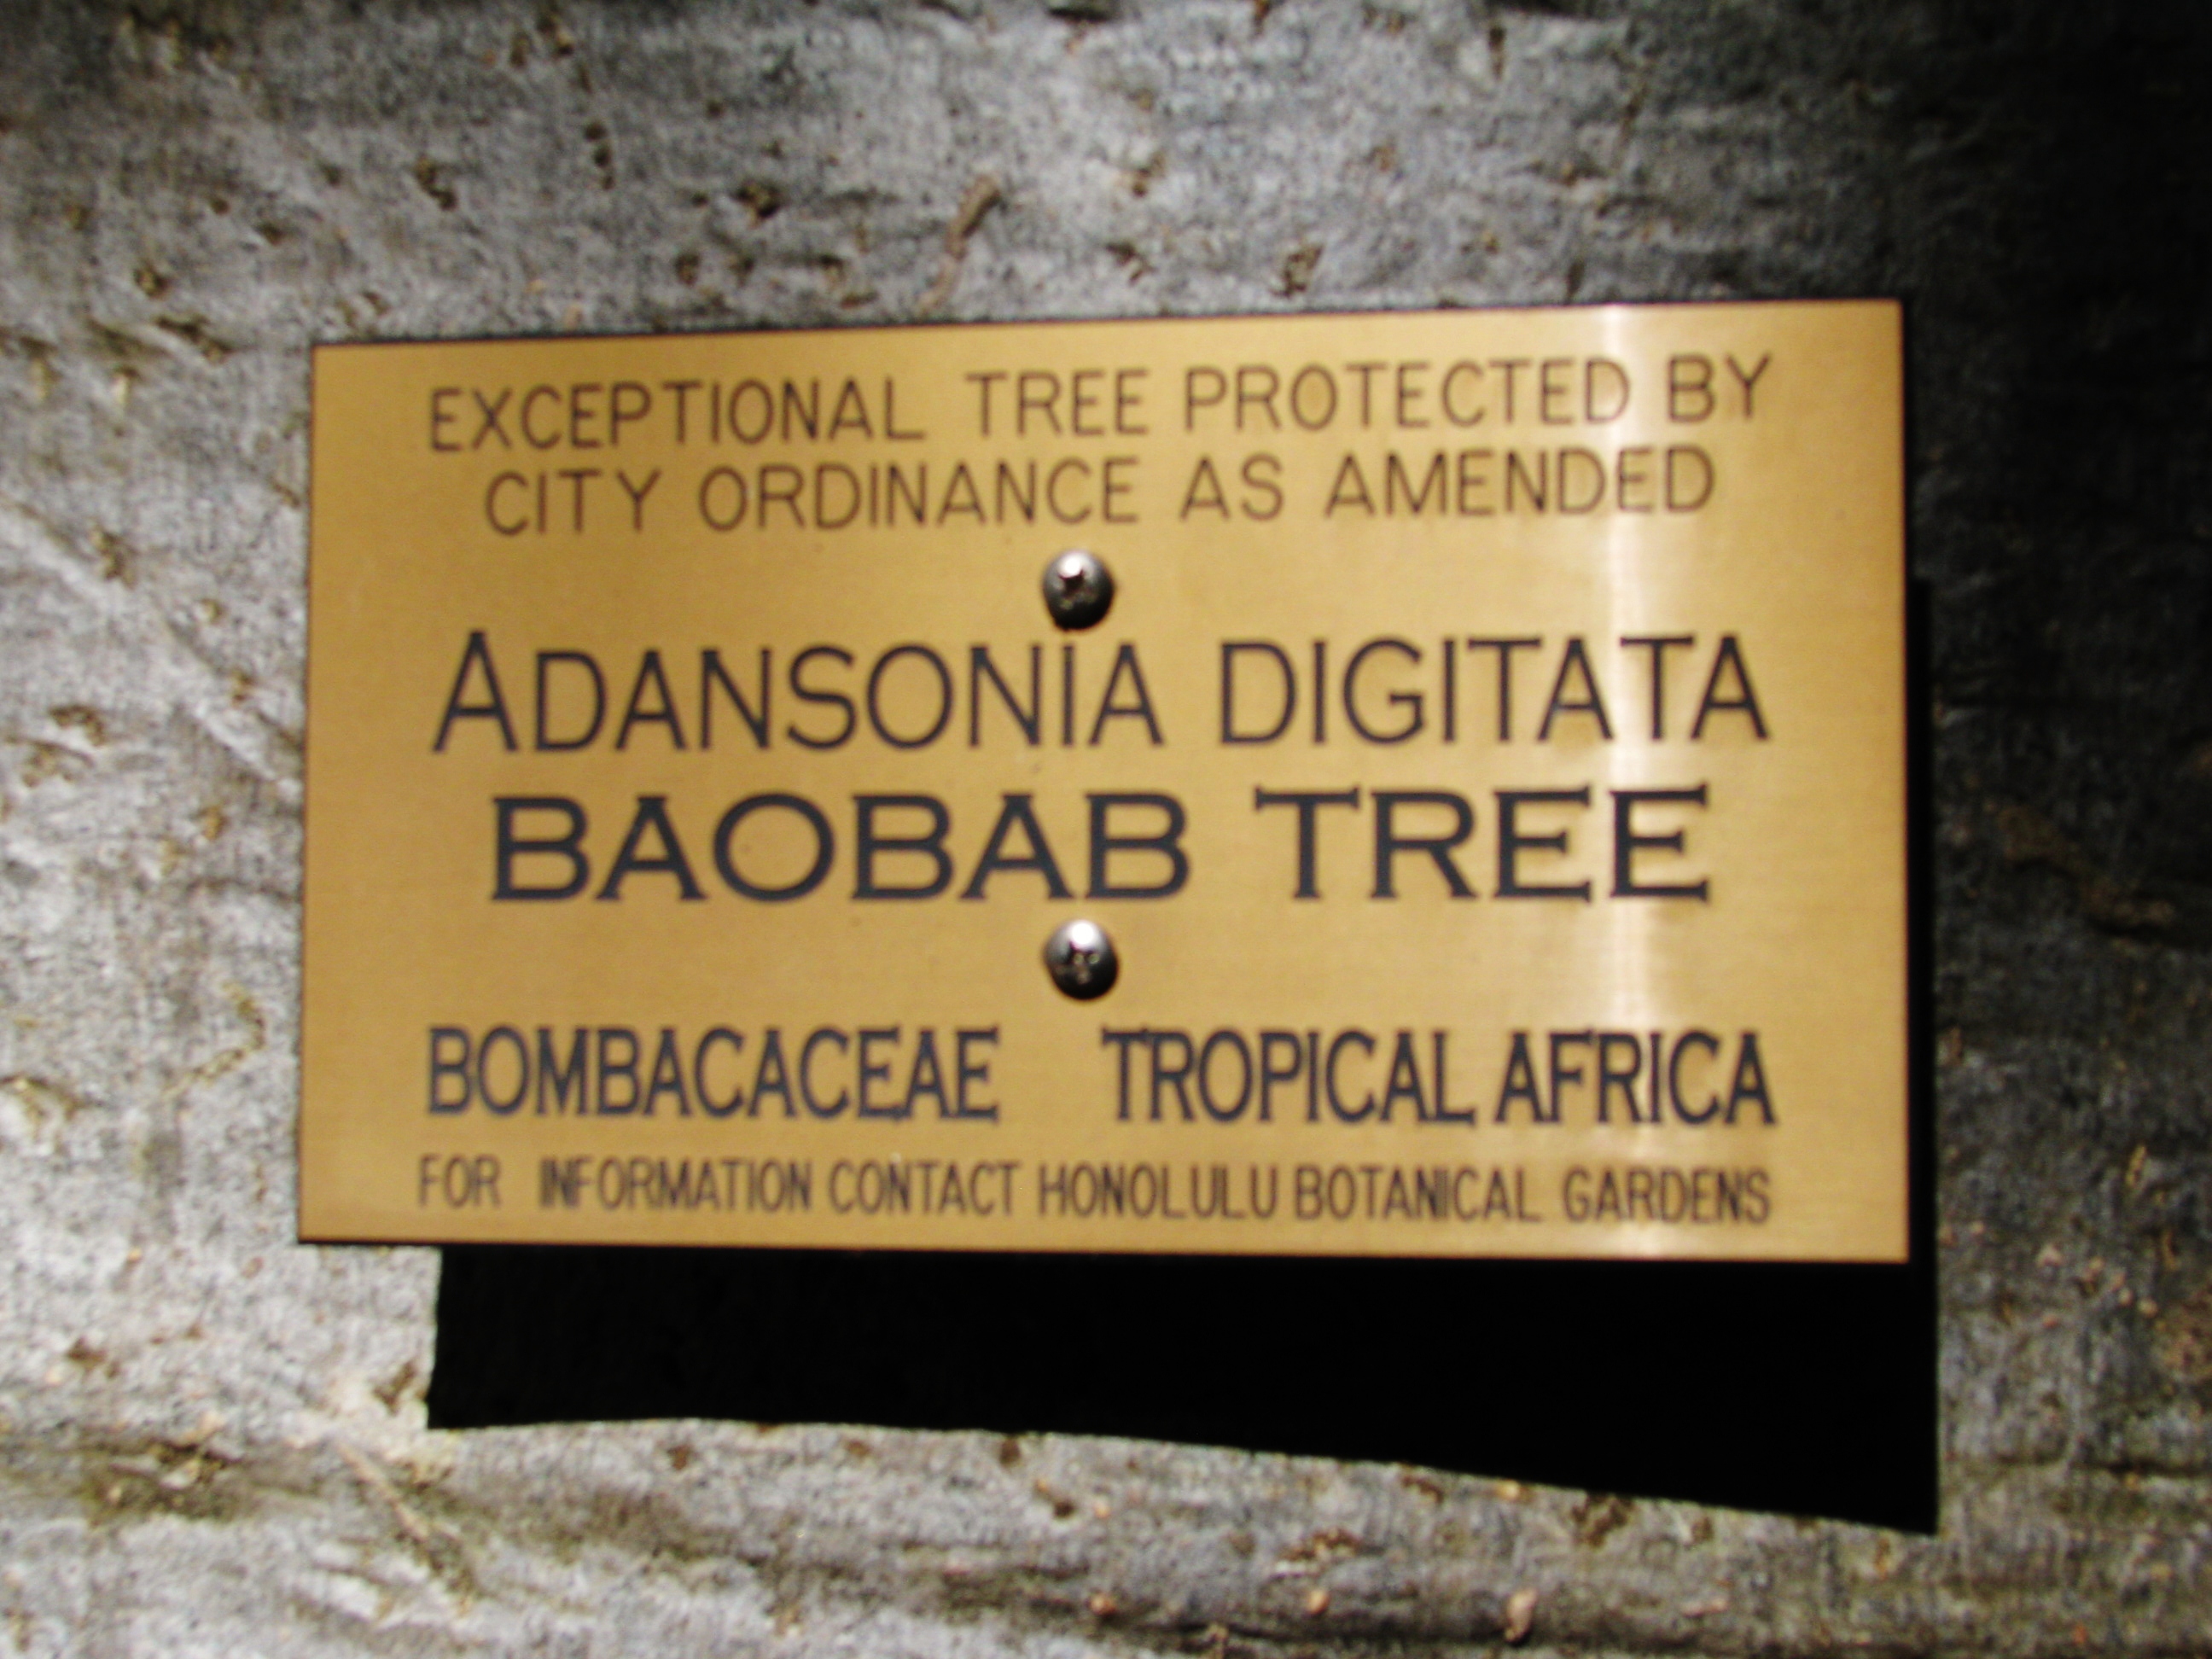 EXCEPTIONAL TREE PROTECTED BY
CITY ORDINANCE AS AMENDED
ADANSONIA DIGITATA
BAOBAB TREE
BOMBACACEAE TROPICAL AFRICA
FOR INFORMATION CONTACT HONOLULU BOTANICAL GARDENS